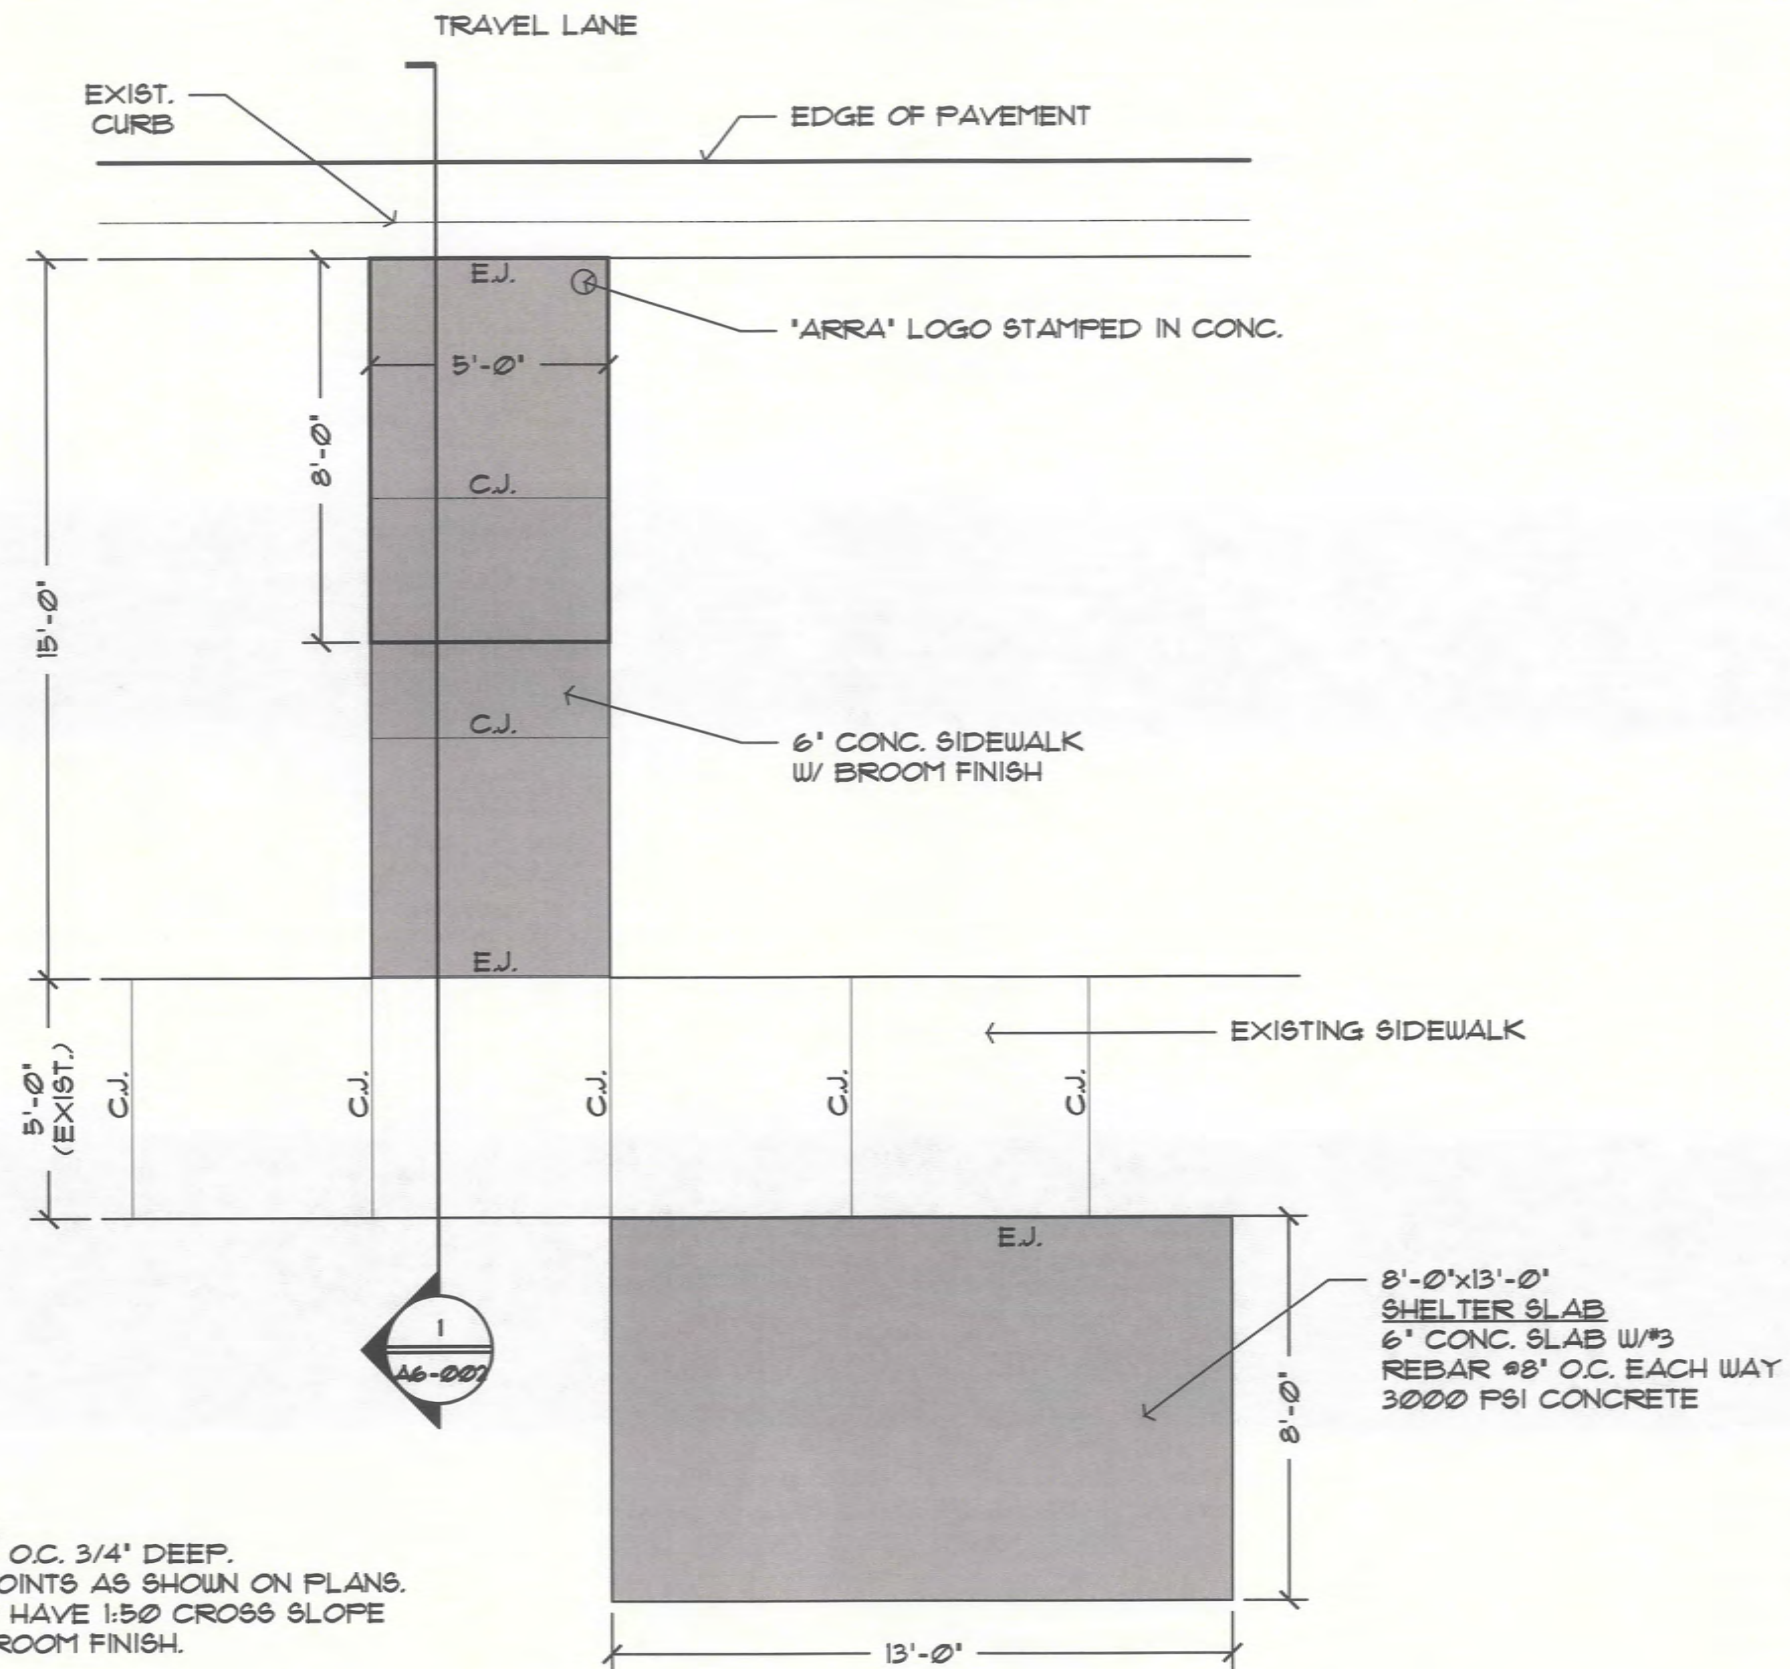 TRAVEL LANE
EXIST.
CURB
EDGE OF PAVEMENT
E.J.
"ARRA" LOGO STAMPED IN CONC.
5'-0"
8'-0"
C.J.
15'-0"
C.J.
6" CONC. SIDEWALK
W/ BROOM FINISH
E.J.
EXISTING SIDEWALK
5'-0"
(EXIST.)
C.J.
C.J.
C.J.
C.J.
C.J.
E.J.
8'-0"x13'-0"
SHELTER SLAB
6" CONC. SLAB W/#3
REBAR @8" O.C. EACH WAY
3000 PSI CONCRETE
1
A6-002
8'-0"
O.C. 3/4" DEEP.
OINTS AS SHOWN ON PLANS.
HAVE 1:50 CROSS SLOPE
ROOM FINISH.
13'-0"